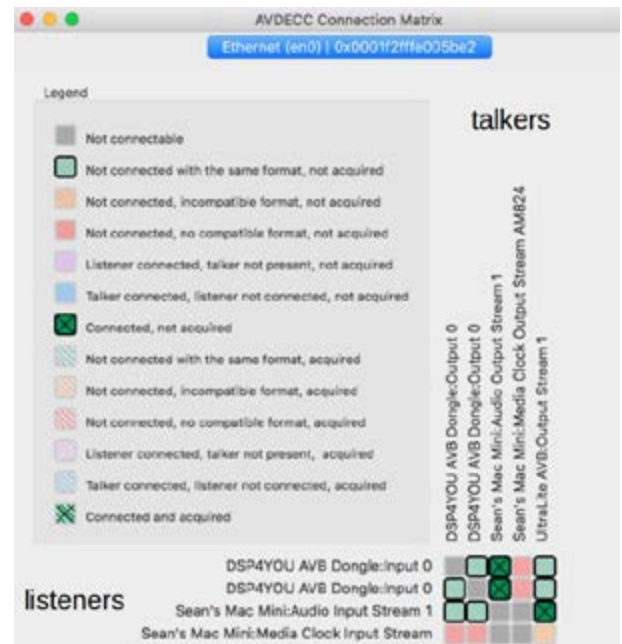 AVDECC Connection Matrix
Ethernet (en0) | 0x0001f2fffe005be2
Legend
talkers
Not connectable
Not connected with the same format, not acquired
Not connected, incompatible format, not acquired
Not connected, no compatible format, not acquired
Listener connected, talker not present, not acquired
Talker connected, listener not connected, not acquired
Connected, not acquired
Not connected with the same format, acquired
Not connected, incompatible format, acquired
Not connected, no compatible format, acquired
Listener connected, talker not present, acquired
Talker connected, listener not connected, acquired
Connected and acquired
DSP4YOU AVB Dongle:Output 0
DSP4YOU AVB Dongle:Output 0
Sean's Mac Mini:Audio Output Stream 1
Sean's Mac Mini:Media Clock Output Stream AM824
UltraLite AVB:Output Stream 1
listeners
DSP4YOU AVB Dongle:Input 0
DSP4YOU AVB Dongle:Input 0
Sean's Mac Mini:Audio Input Stream 1
Sean's Mac Mini:Media Clock Input Stream